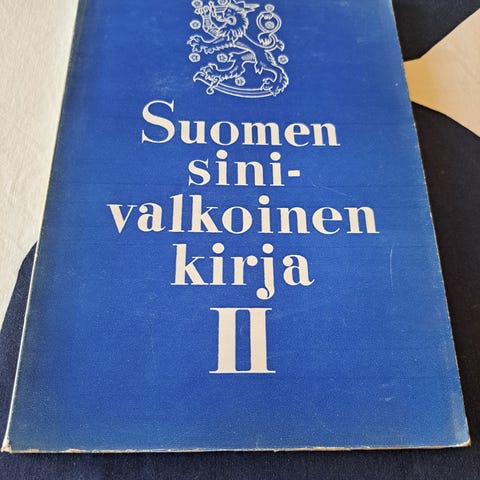 Suomen
sini-
valkoinen
kirja
II